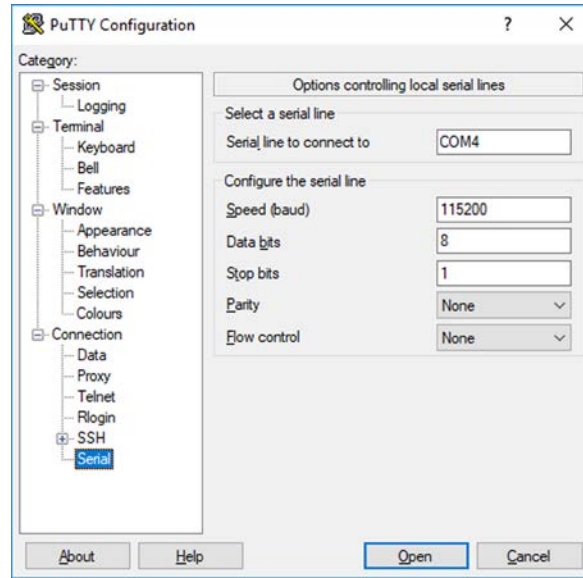 PuTTY Configuration
?
Category:
Session
Logging
Terminal
Keyboard
Bell
Features
Window
Appearance
Behaviour
Translation
Selection
Colours
Connection
Data
Proxy
Telnet
Rlogin
SSH
Serial
Options controlling local serial lines
Select a serial line
Serial line to connect to COM4
Configure the serial line
Speed (baud) 115200
Data bits 8
Stop bits 1
Parity None
Flow control None
About Help Open Cancel